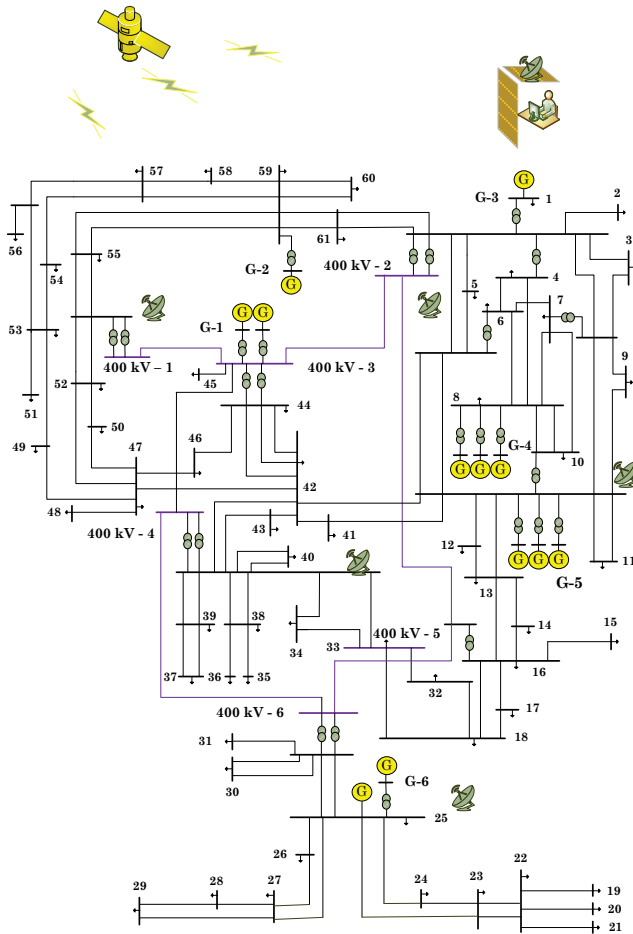 57
58
59
60
G
G-3
1
2
56
55
61
3
54
G-2
G
400 kV - 2
4
5
G-1
G
G
6
7
53
400 kV – 1
400 kV - 3
9
45
52
51
44
8
50
G-4
49
47
46
10
G
G
G
42
48
400 kV - 4
43
41
12
G
G
G
11
40
G-5
13
39
38
14
15
34
33
400 kV - 5
16
37
36
35
32
17
400 kV - 6
31
18
30
G
G-6
G
25
26
22
29
28
27
24
23
19
20
21